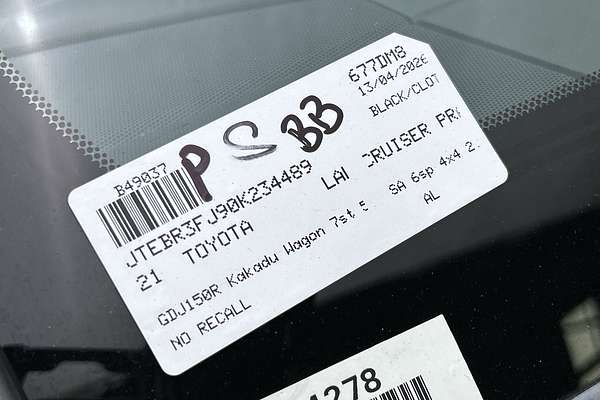 B49037
P S BB
677DM8
13/04/2026
BLACK/CLOT
JTEBR3FJ90K234489
21 TOYOTA LAN CRUISER PR
GDJ150R Kakadu Wagon 7st 5 SA 6sp 4x4 2.
AL
NO RECALL
4278